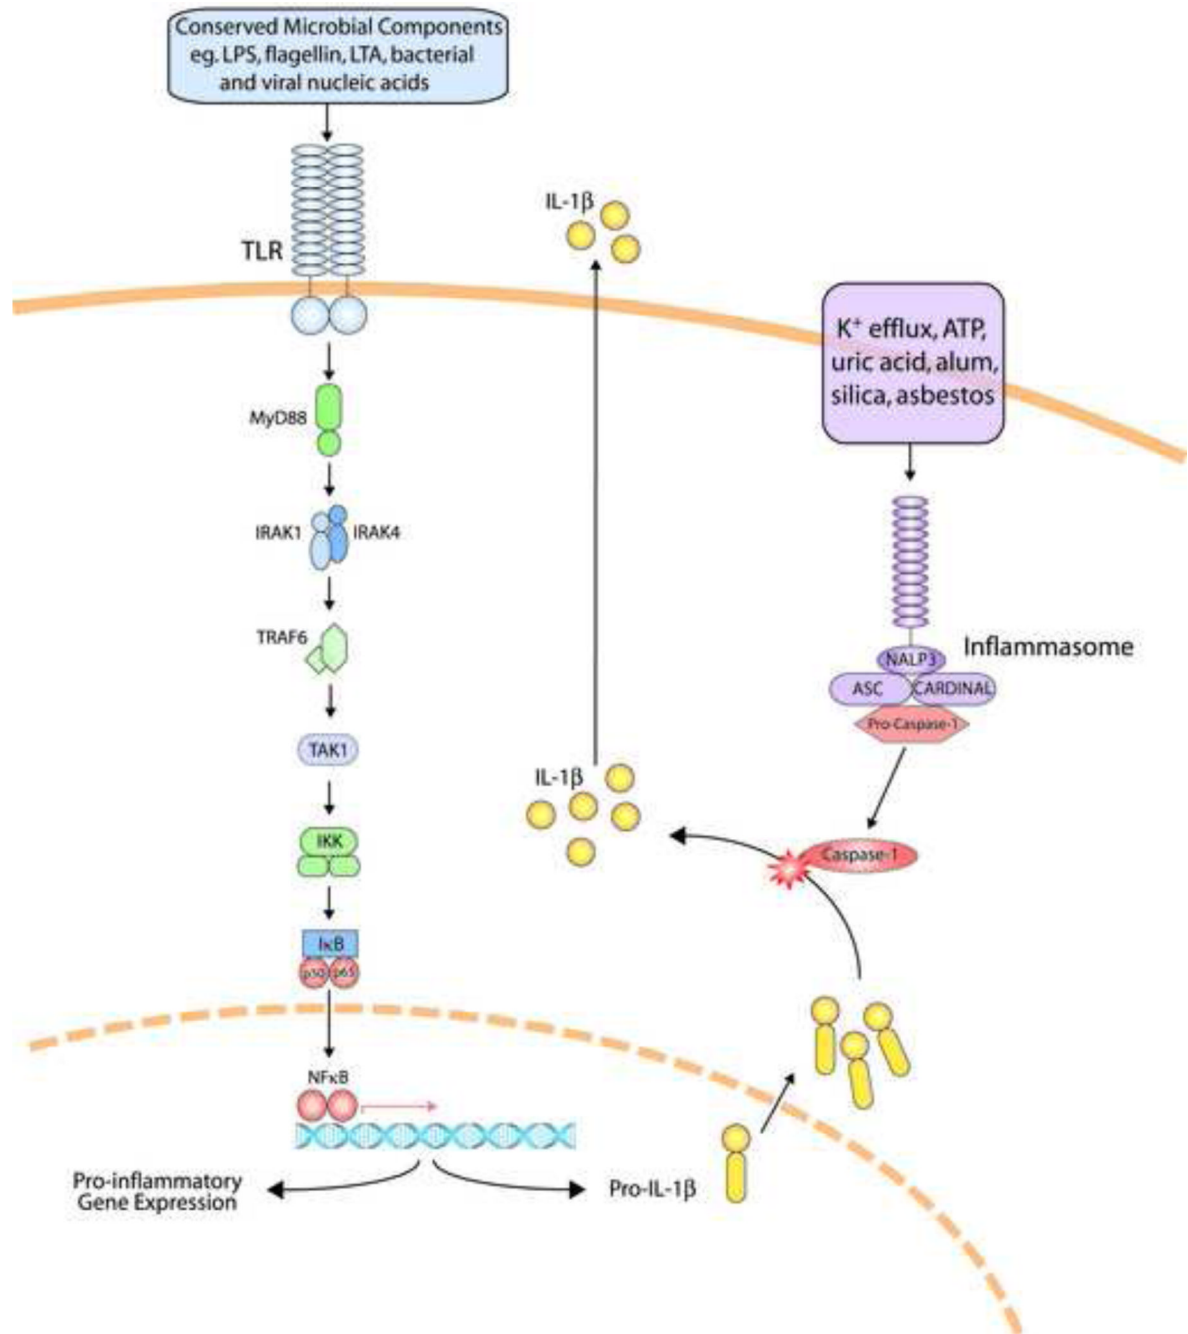 Conserved Microbial Components
eg. LPS, flagellin, LTA, bacterial
and viral nucleic acids
TLR
IL-1β
K⁺ efflux, ATP,
uric acid, alum,
silica, asbestos
MyD88
IRAK1
IRAK4
TRAF6
Inflammasome
NALP3
ASC
CARDINAL
Pro-Caspase-1
TAK1
IL-1β
IKK
Caspase-1
IκB
p50
p65
NFκB
Pro-inflammatory
Gene Expression
Pro-IL-1β